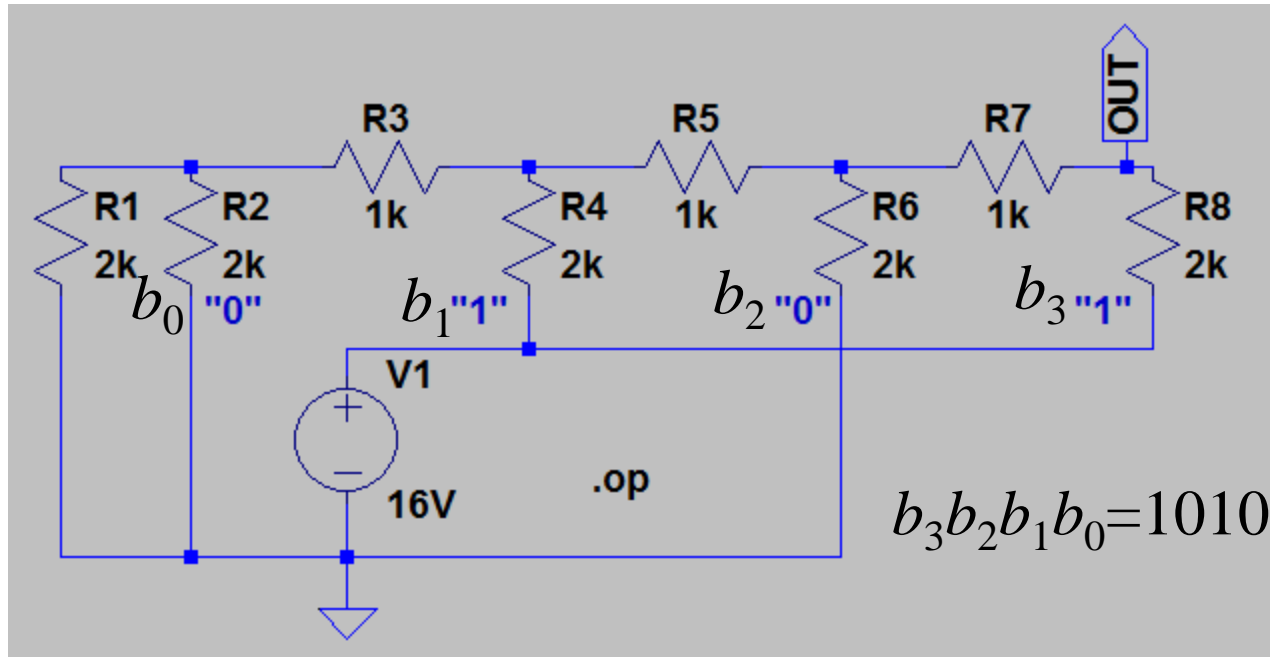 OUT
R3 R5 R7
R1 R2 R4 R6 R8
1k 1k 1k
2k 2k 2k 2k 2k
b0 "0" b1 "1" b2 "0" b3 "1"
V1
.op
16V
b3b2b1b0=1010